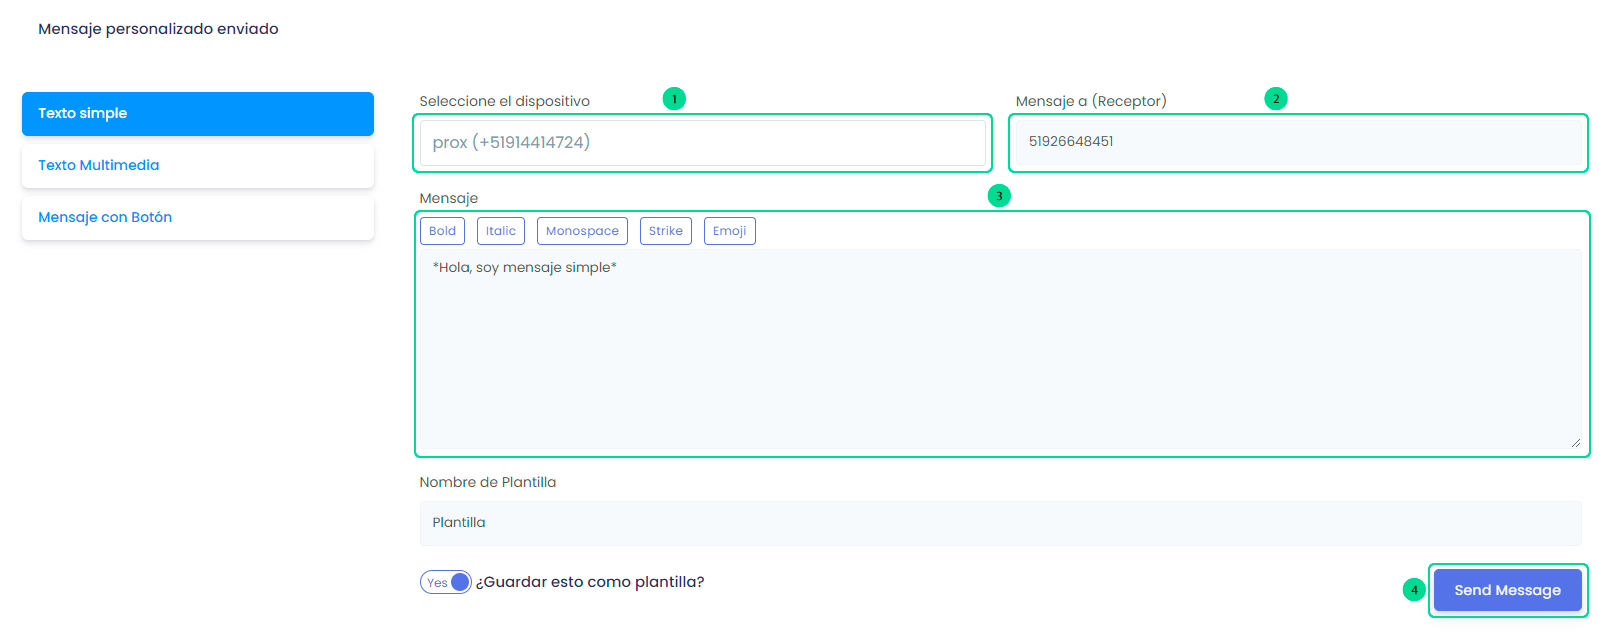 Mensaje personalizado enviado
Texto simple
Texto Multimedia
Mensaje con Botón
Seleccione el dispositivo
1
prox (+51914414724)
Mensaje a (Receptor)
2
51926648451
Mensaje
3
Bold Italic Monospace Strike Emoji
*Hola, soy mensaje simple*
Nombre de Plantilla
Plantilla
Yes ¿Guardar esto como plantilla?
4
Send Message